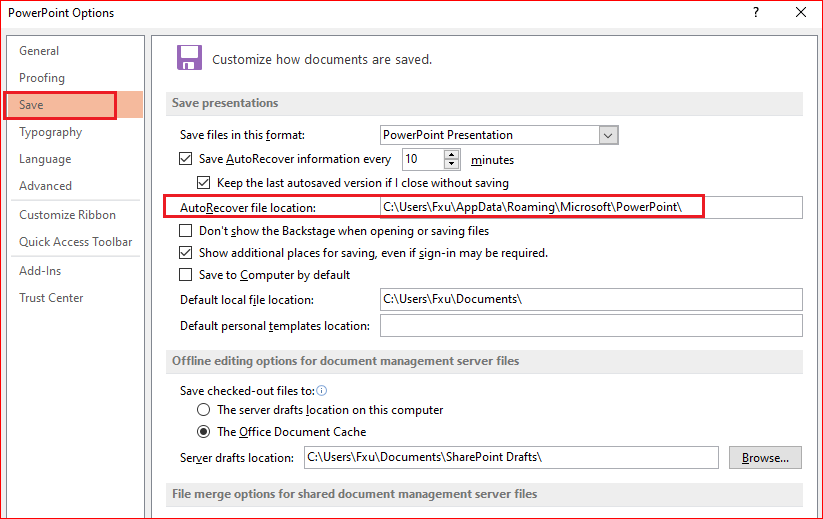 PowerPoint Options
?
General
Proofing
Save
Typography
Language
Advanced
Customize Ribbon
Quick Access Toolbar
Add-Ins
Trust Center
Customize how documents are saved.
Save presentations
Save files in this format: PowerPoint Presentation
Save AutoRecover information every 10 minutes
Keep the last autosaved version if I close without saving
AutoRecover file location: C:\Users\Fxu\AppData\Roaming\Microsoft\PowerPoint\
Don't show the Backstage when opening or saving files
Show additional places for saving, even if sign-in may be required.
Save to Computer by default
Default local file location: C:\Users\Fxu\Documents\
Default personal templates location:
Offline editing options for document management server files
Save checked-out files to:
The server drafts location on this computer
The Office Document Cache
Server drafts location: C:\Users\Fxu\Documents\SharePoint Drafts\ Browse...
File merge options for shared document management server files